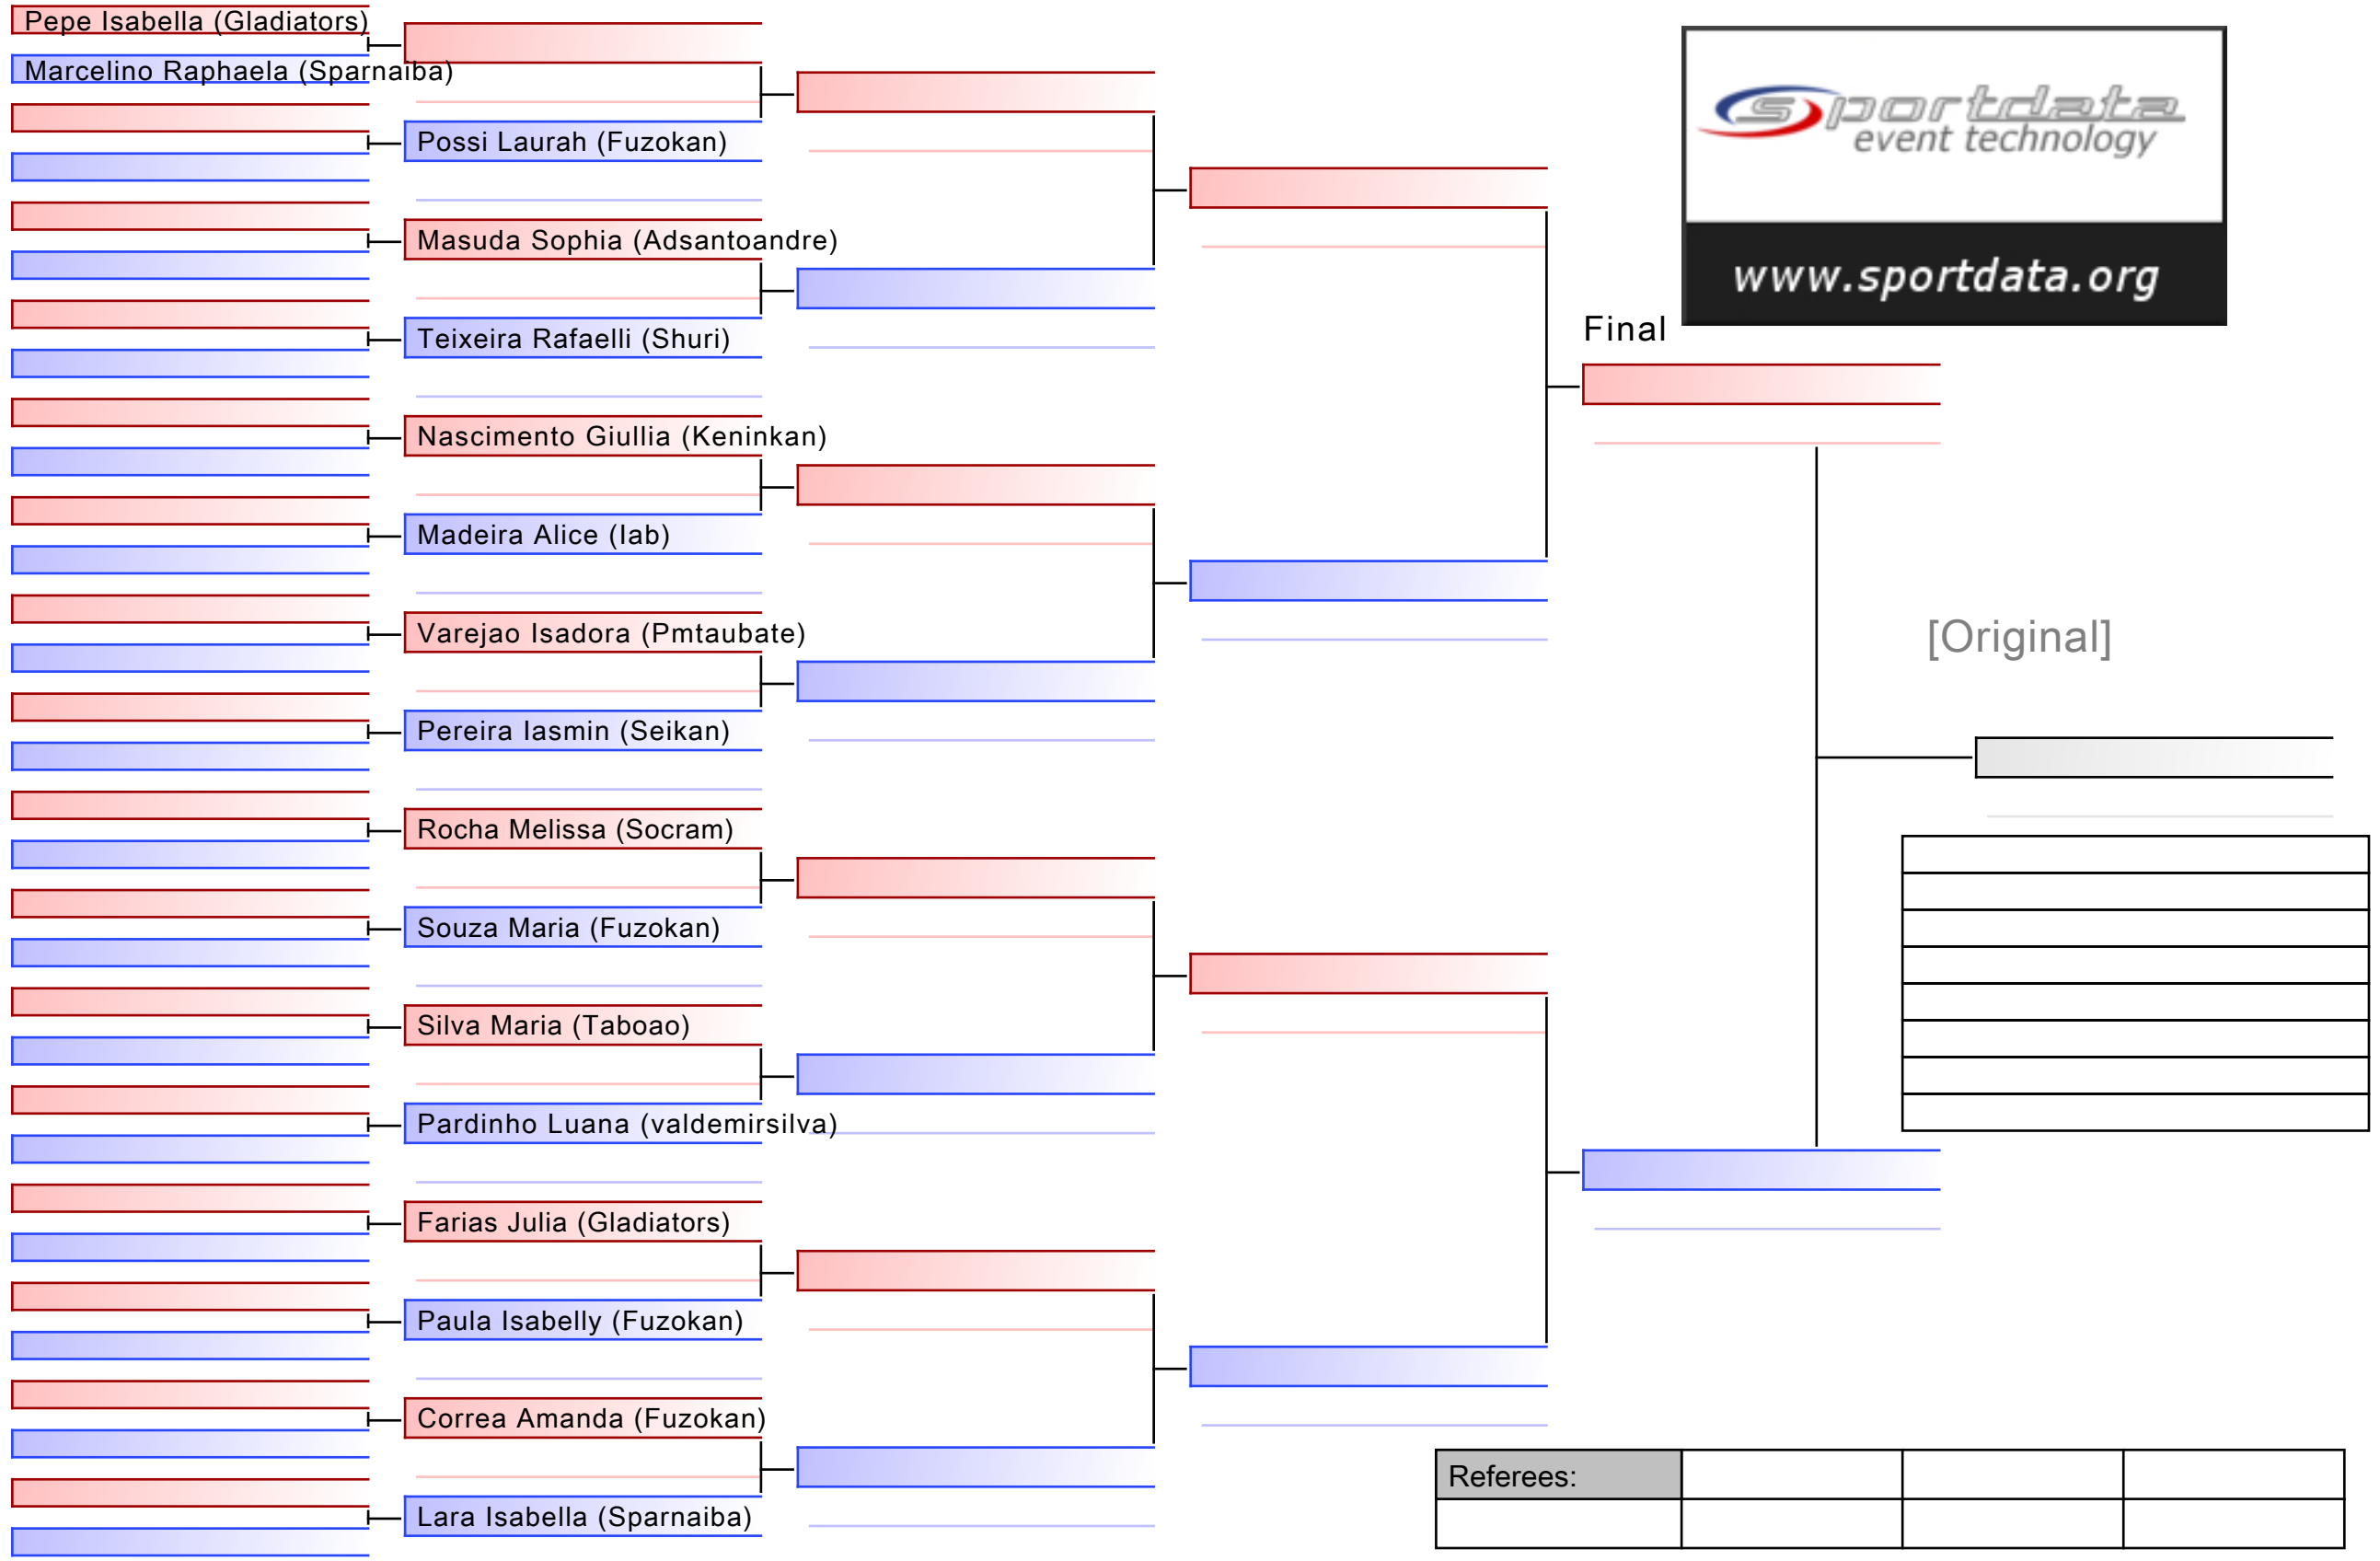 Pepe Isabella (Gladiators)
Marcelino Raphaela (Sparnaiba)
Possi Laurah (Fuzokan)
Masuda Sophia (Adsantoandre)
Teixeira Rafaelli (Shuri)
Nascimento Giullia (Keninkan)
Madeira Alice (Iab)
Varejao Isadora (Pmtaubate)
Pereira Iasmin (Seikan)
Rocha Melissa (Socram)
Souza Maria (Fuzokan)
Silva Maria (Taboao)
Pardinho Luana (valdemirsilva)
Farias Julia (Gladiators)
Paula Isabelly (Fuzokan)
Correa Amanda (Fuzokan)
Lara Isabella (Sparnaiba)
sportdata
event technology
www.sportdata.org
Final
[Original]
Referees: